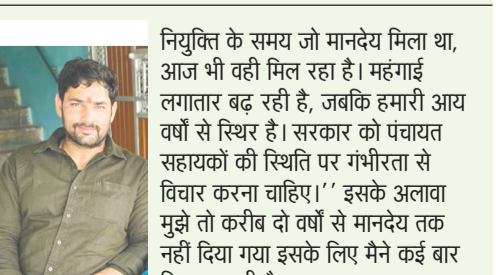 नियुक्ति के समय जो मानदेय मिला था,
आज भी वही मिल रहा है। महंगाई
लगातार बढ़ रही है, जबकि हमारी आय
वर्षों से स्थिर है। सरकार को पंचायत
सहायकों की स्थिति पर गंभीरता से
विचार करना चाहिए।’’ इसके अलावा
मुझे तो करीब दो वर्षों से मानदेय तक
नहीं दिया गया इसके लिए मैने कई बार